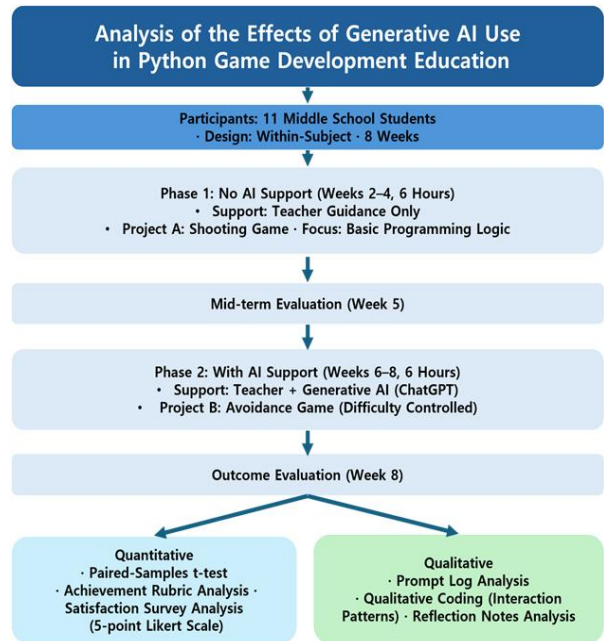 Analysis of the Effects of Generative AI Use
in Python Game Development Education
Participants: 11 Middle School Students
· Design: Within-Subject · 8 Weeks
Phase 1: No AI Support (Weeks 2–4, 6 Hours)
• Support: Teacher Guidance Only
• Project A: Shooting Game · Focus: Basic Programming Logic
Mid-term Evaluation (Week 5)
Phase 2: With AI Support (Weeks 6–8, 6 Hours)
• Support: Teacher + Generative AI (ChatGPT)
• Project B: Avoidance Game (Difficulty Controlled)
Outcome Evaluation (Week 8)
Quantitative
· Paired-Samples t-test
· Achievement Rubric Analysis ·
Satisfaction Survey Analysis
(5-point Likert Scale)
Qualitative
· Prompt Log Analysis
· Qualitative Coding (Interaction
Patterns) · Reflection Notes Analysis